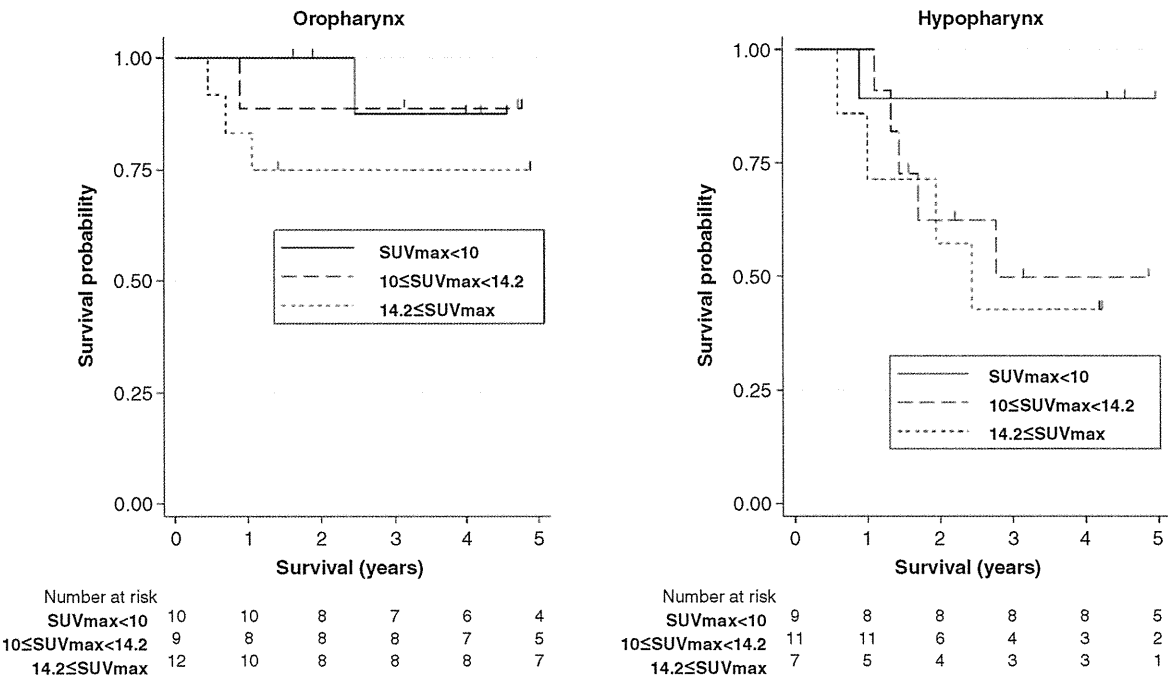 Oropharynx
1.00
0.75
0.50
0.25
0.00
Survival probability
SUVmax<10
10≤SUVmax<14.2
14.2≤SUVmax
0 1 2 3 4 5
Survival (years)
Number at risk
SUVmax<10 10 10 8 7 6 4
10≤SUVmax<14.2 9 8 8 8 7 5
14.2≤SUVmax 12 10 8 8 8 7
Hypopharynx
1.00
0.75
0.50
0.25
0.00
Survival probability
SUVmax<10
10≤SUVmax<14.2
14.2≤SUVmax
0 1 2 3 4 5
Survival (years)
Number at risk
SUVmax<10 9 8 8 8 8 5
10≤SUVmax<14.2 11 11 6 4 3 2
14.2≤SUVmax 7 5 4 3 3 1